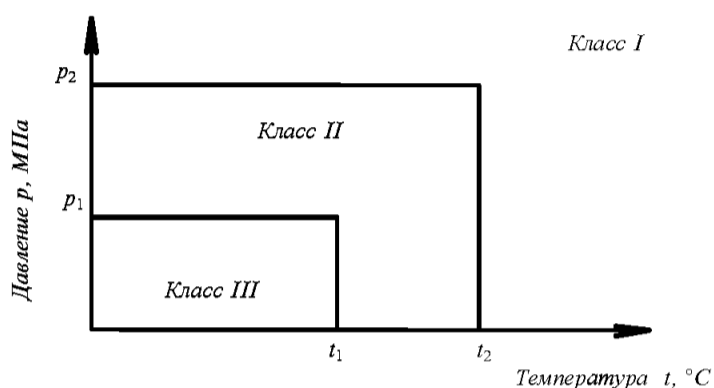 Класс I
p₂
Класс II
Давление p, МПа
p₁
Класс III
t₁
t₂
Температура t, °C